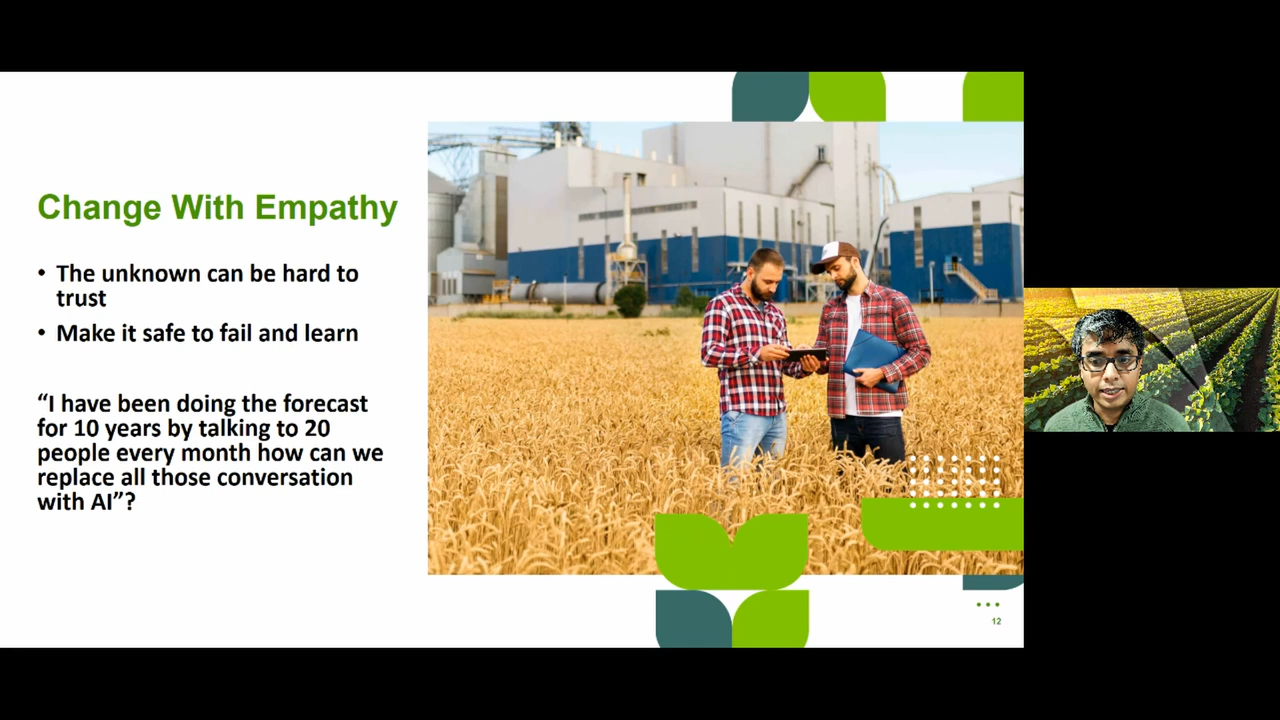 Change With Empathy
• The unknown can be hard to
trust
• Make it safe to fail and learn
“I have been doing the forecast
for 10 years by talking to 20
people every month how can we
replace all those conversation
with AI”?
12